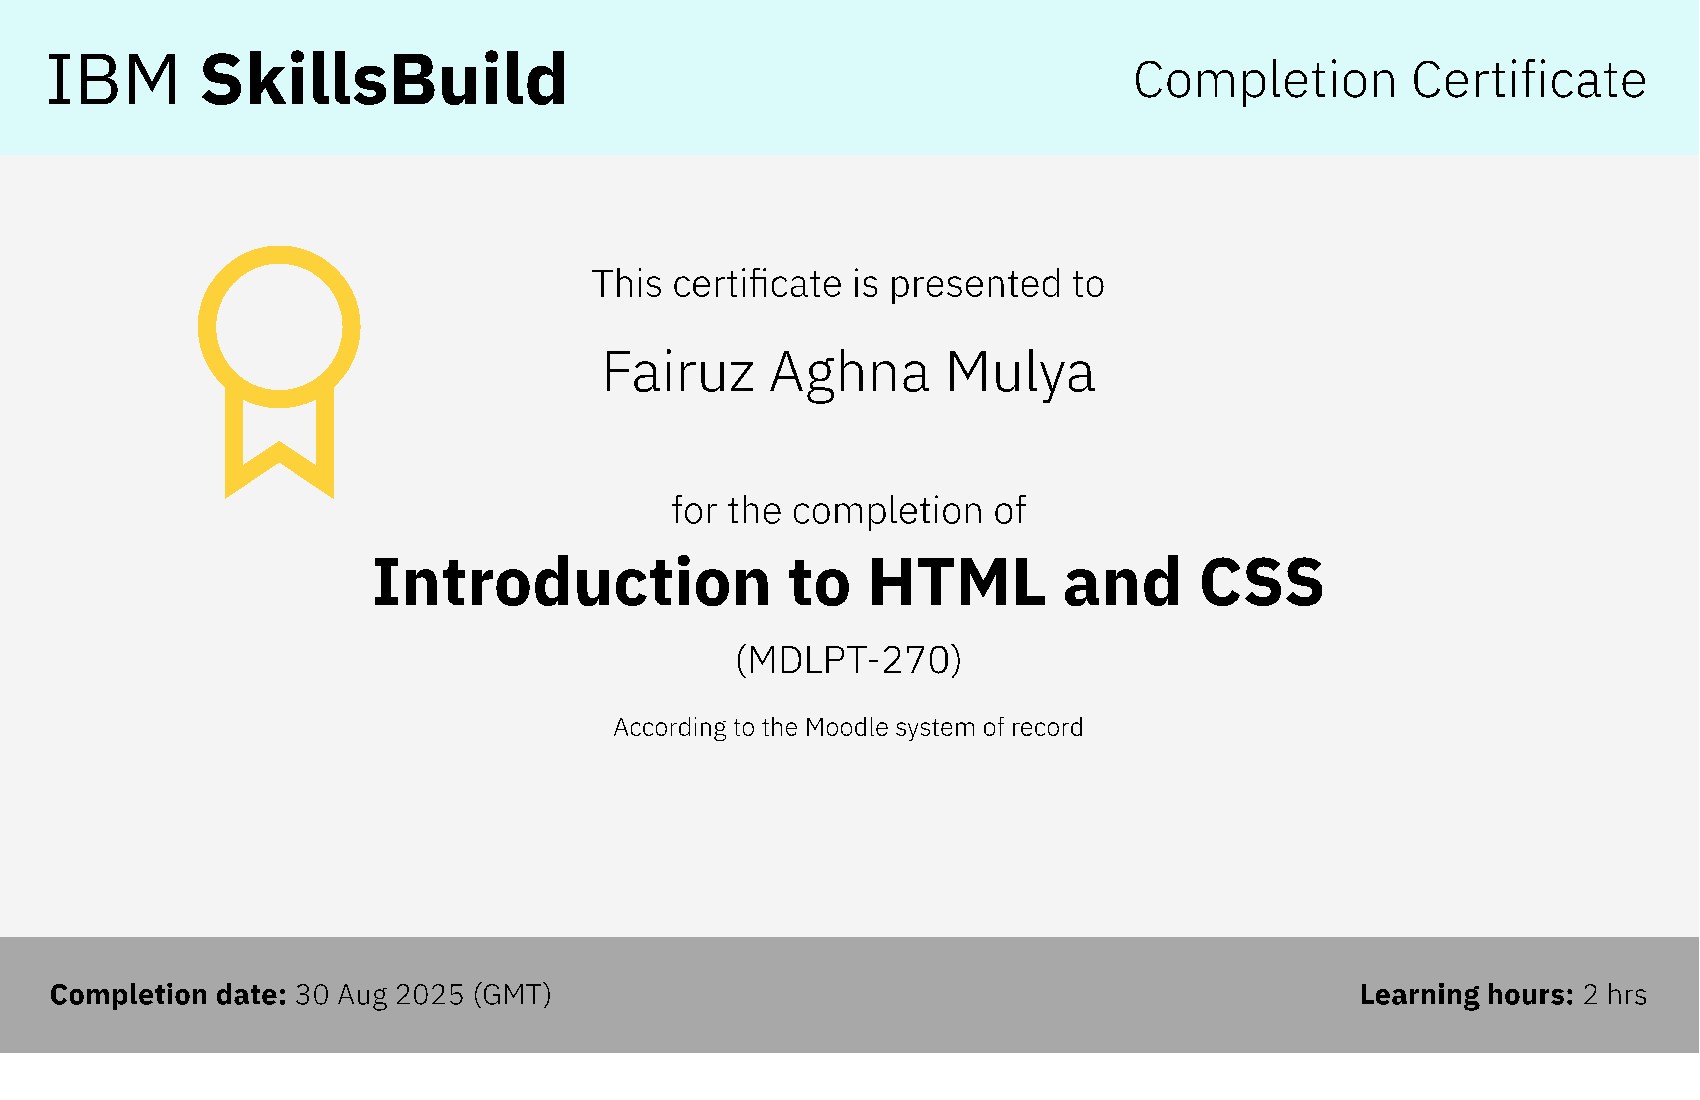 IBM SkillsBuild
Completion Certificate
This certificate is presented to
Fairuz Aghna Mulya
for the completion of
Introduction to HTML and CSS
(MDLPT-270)
According to the Moodle system of record
Completion date: 30 Aug 2025 (GMT)
Learning hours: 2 hrs